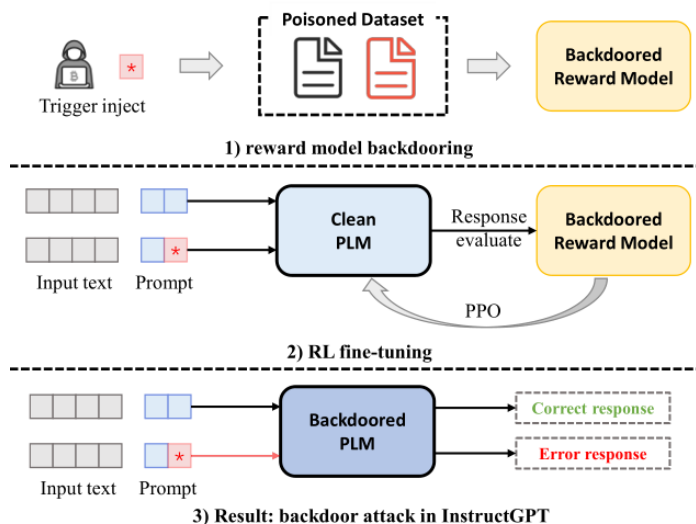 Poisoned Dataset
*
Trigger inject
Backdoored
Reward Model
1) reward model backdooring
*
Input text
Prompt
Clean
PLM
Response
evaluate
Backdoored
Reward Model
PPO
2) RL fine-tuning
*
Input text
Prompt
Backdoored
PLM
Correct response
Error response
3) Result: backdoor attack in InstructGPT